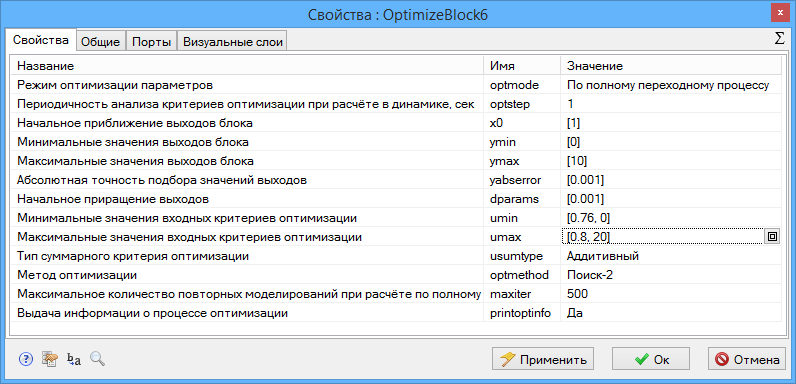 Свойства : OptimizeBlock6
Свойства Общие Порты Визуальные слои Σ
Название Имя Значение
Режим оптимизации параметров optmode По полному переходному процессу
Периодичность анализа критериев оптимизации при расчёте в динамике, сек optstep 1
Начальное приближение выходов блока x0 [1]
Минимальные значения выходов блока ymin [0]
Максимальные значения выходов блока ymax [10]
Абсолютная точность подбора значений выходов yabserror [0.001]
Начальное приращение выходов dparams [0.001]
Минимальные значения входных критериев оптимизации umin [0.76, 0]
Максимальные значения входных критериев оптимизации umax [0.8, 20]
Тип суммарного критерия оптимизации usumtype Аддитивный
Метод оптимизации optmethod Поиск-2
Максимальное количество повторных моделирований при расчёте по полному maxiter 500
Выдача информации о процессе оптимизации printoptinfo Да
Применить Ok Отмена